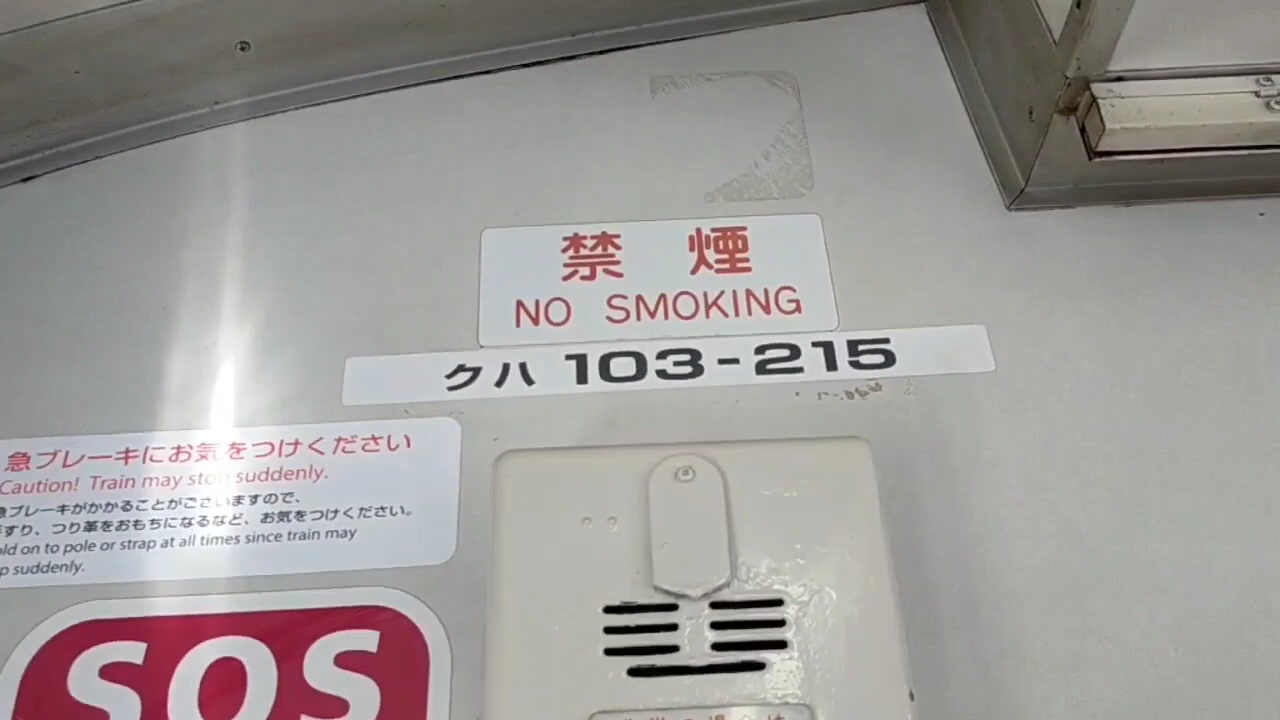 禁 煙
NO SMOKING
クハ 103-215
急ブレーキにお気をつけください
Caution! Train may stop suddenly.
急ブレーキがかかることがございますので、
すり、つり革をおもちになるなど、お気をつけください。
old on to pole or strap at all times since train may
p suddenly.
SOS